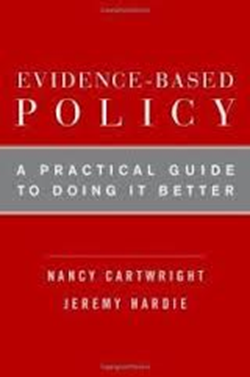 EVIDENCE-BASED
POLICY
A PRACTICAL GUIDE
TO DOING IT BETTER
NANCY CARTWRIGHT
JEREMY HARDIE